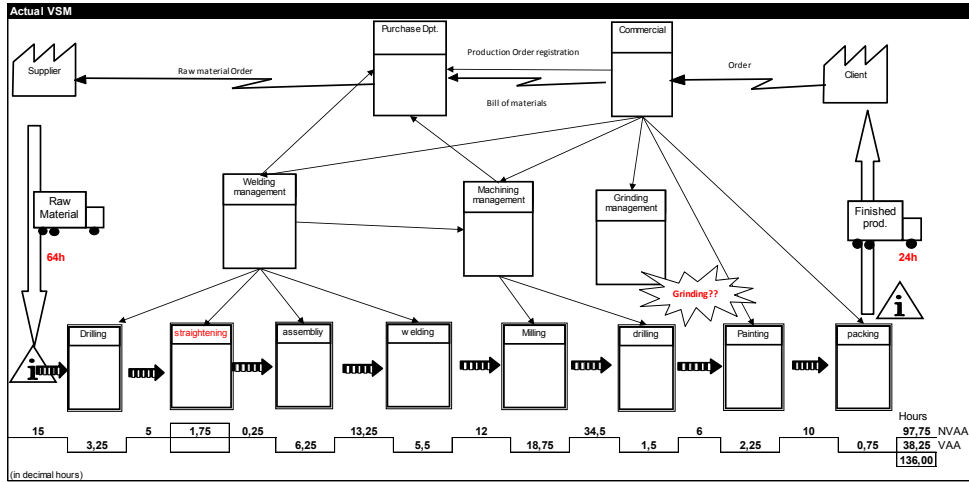 Actual VSM
Purchase Dpt.
Commercial
Production Order registration
Supplier
Raw material Order
Order
Client
Bill of materials
Welding
management
Machining
management
Grinding
management
Raw
Material
Finished
prod.
64h
24h
Grinding??
i
Drilling
straightening
assembliy
welding
Milling
drilling
Painting
packing
i
Hours
15 5 1,75 0,25 13,25 12 34,5 6 10 97,75 NVAA
3,25 6,25 5,5 18,75 1,5 2,25 0,75 38,25 VAA
136,00
(in decimal hours)